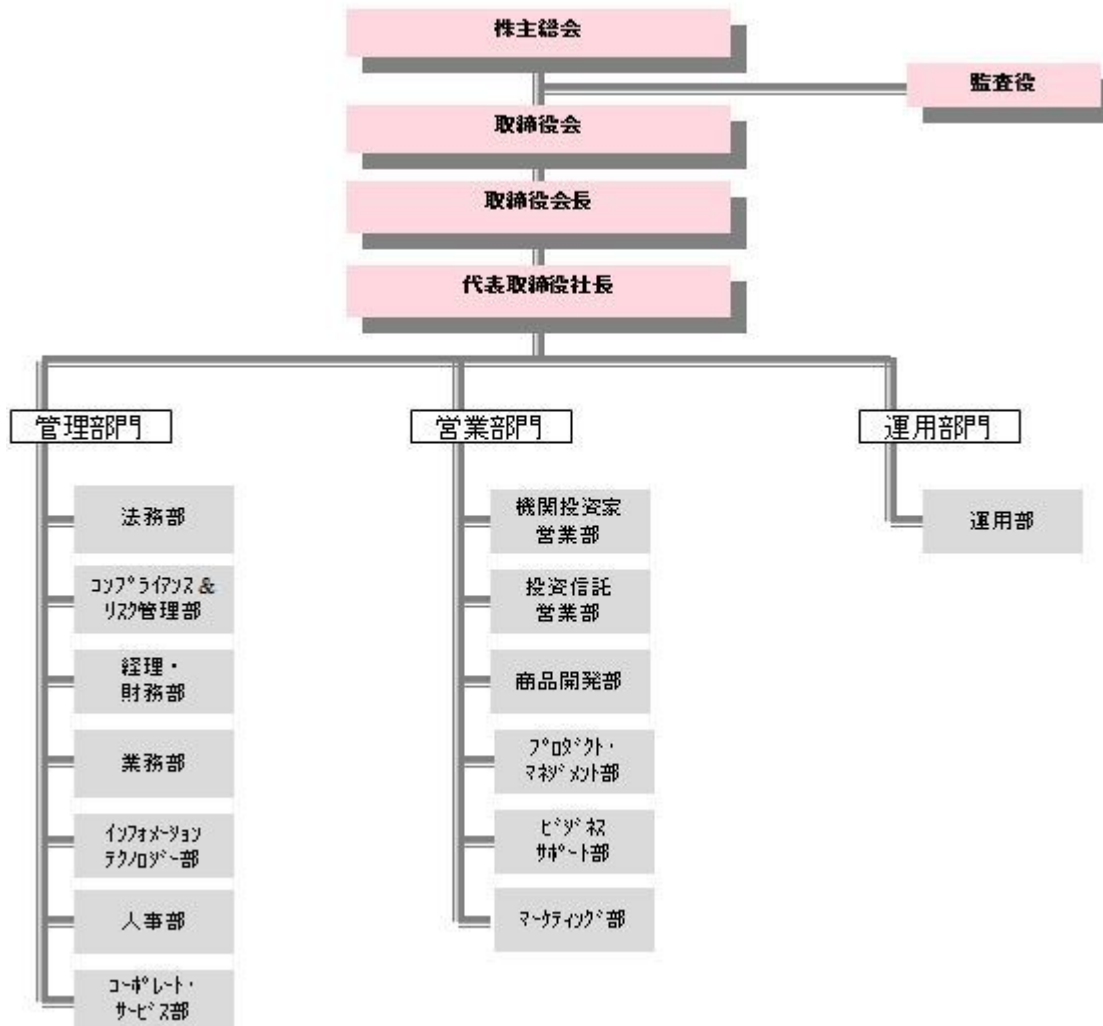 株主総会
監査役
取締役会
取締役会長
代表取締役社長
管理部門
営業部門
運用部門
法務部
コンプライアンス&
リスク管理部
経理・
財務部
業務部
インフォメーション
テクノロジー部
人事部
コーポレート・
サービス部
機関投資家
営業部
投資信託
営業部
商品開発部
プロダクト・
マネジメント部
ビジネス
サポート部
マーケティング部
運用部